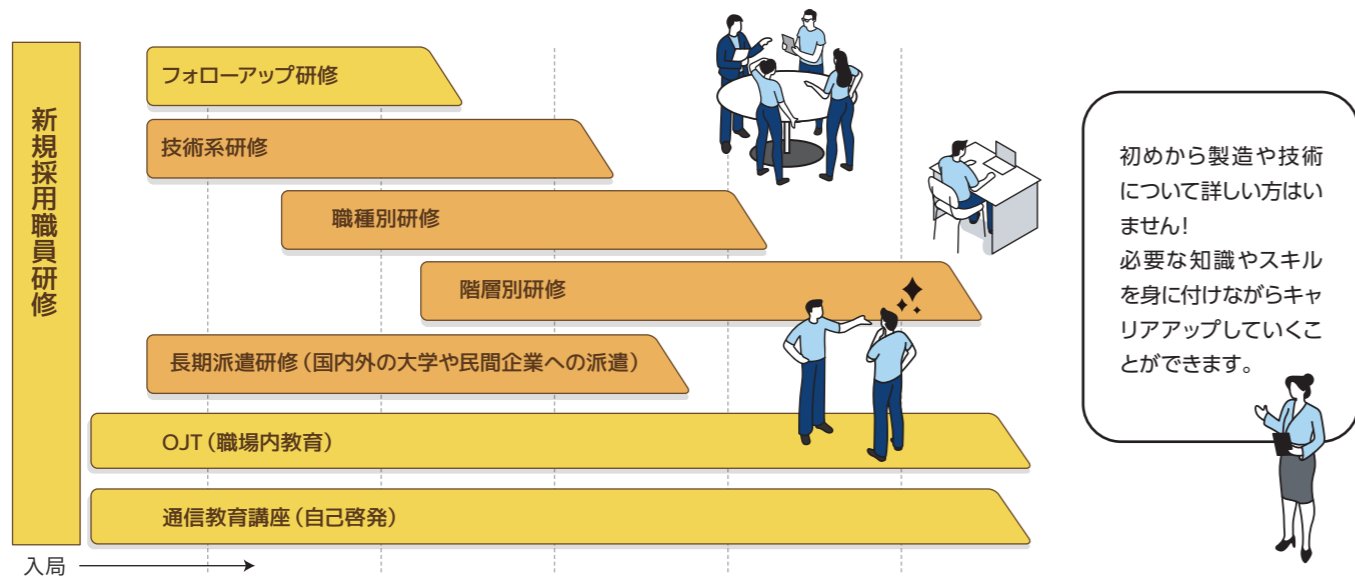 新規採用職員研修
フォローアップ研修
技術系研修
職種別研修
階層別研修
長期派遣研修（国内外の大学や民間企業への派遣）
OJT（職場内教育）
通信教育講座（自己啓発）
入局
初めから製造や技術
について詳しい方はい
ません!
必要な知識やスキル
を身に付けながらキャ
リアアップしていくこ
とができます。